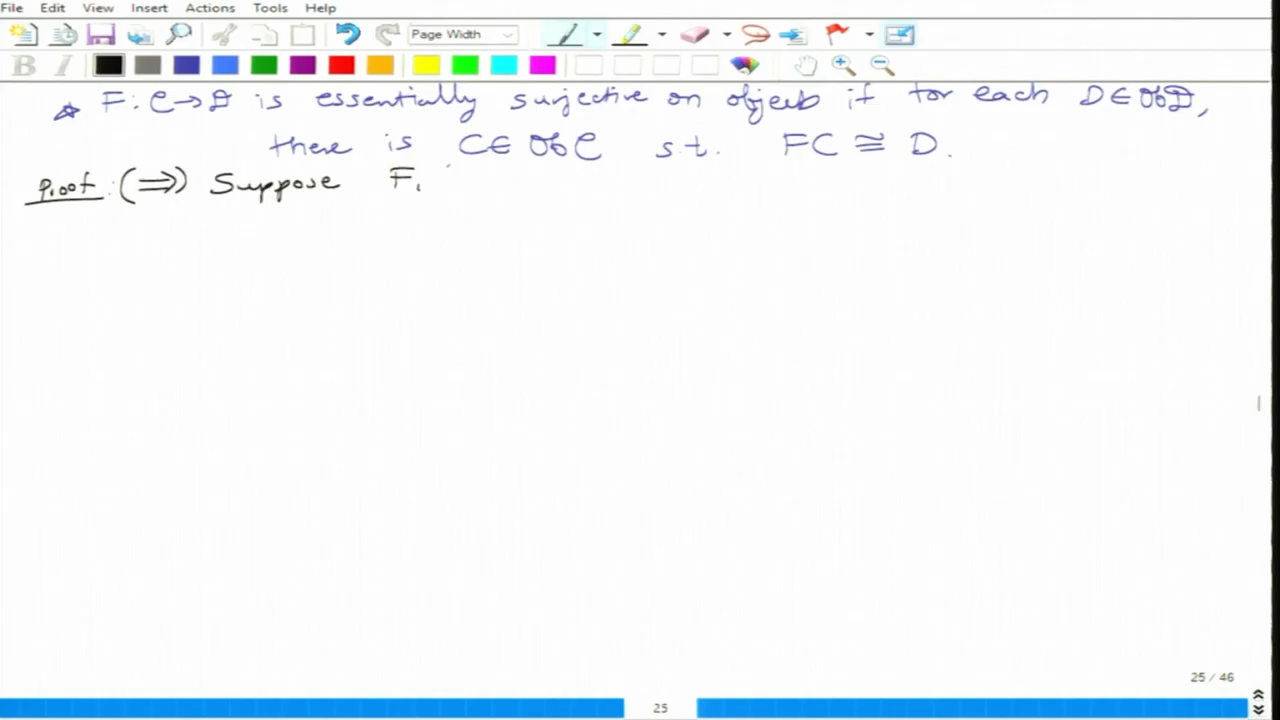 File Edit View Insert Actions Tools Help
Page Width
B I
☆ F : C → D is essentially surjective on objects if for each D ∈ Ob D,
there is C ∈ Ob C s.t. FC ≅ D.
Proof : (⇒) Suppose F.
25 / 46
25